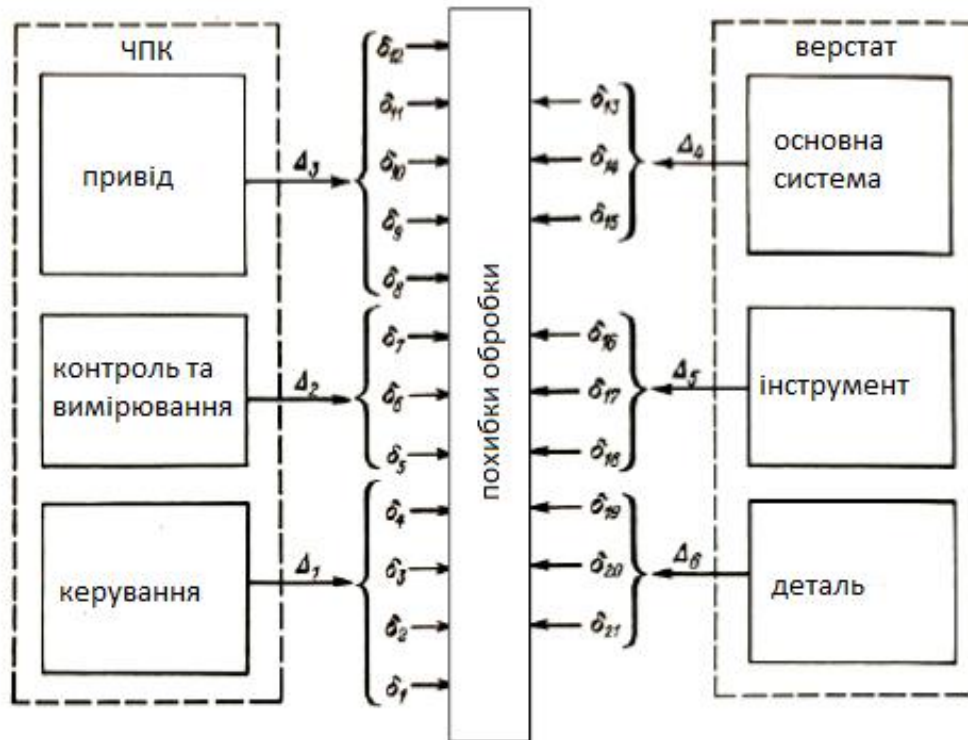 ЧПК
привід
Δ3
контроль та
вимірювання
Δ2
керування
Δ1
δ12
δ11
δ10
δ9
δ8
δ7
δ6
δ5
δ4
δ3
δ2
δ1
похибки обробки
δ13
δ14
δ15
δ16
δ17
δ18
δ19
δ20
δ21
верстат
Δ4
основна
система
Δ5
інструмент
Δ6
деталь